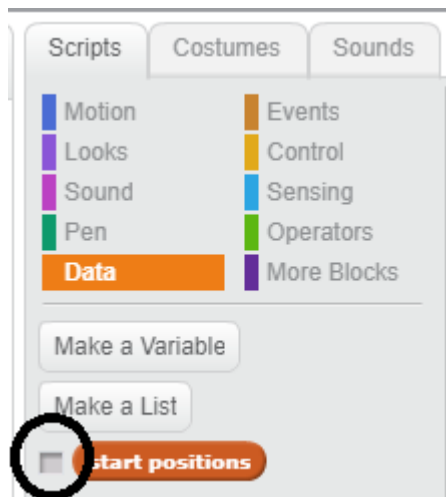 Scripts Costumes Sounds
Motion Events
Looks Control
Sound Sensing
Pen Operators
Data More Blocks
Make a Variable
Make a List
start positions